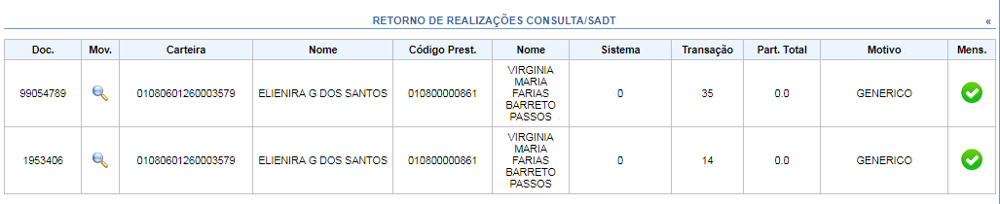 RETORNO DE REALIZAÇÕES CONSULTA/SADT «
Doc. Mov. Carteira Nome Código Prest. Nome Sistema Transação Part. Total Motivo Mens.
99054789 01080601260003579 ELIENIRA G DOS SANTOS 010800000861 VIRGINIA MARIA FARIAS BARRETO PASSOS 0 35 0.0 GENERICO
1953406 01080601260003579 ELIENIRA G DOS SANTOS 010800000861 VIRGINIA MARIA FARIAS BARRETO PASSOS 0 14 0.0 GENERICO